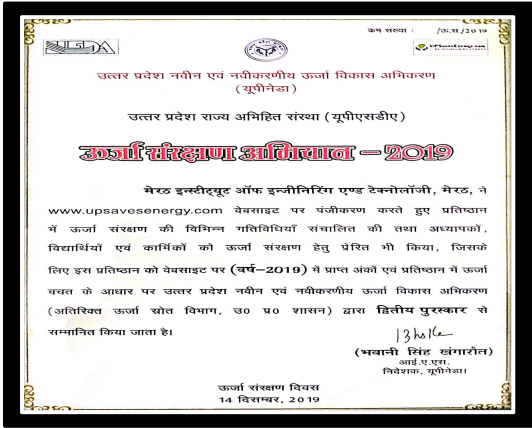 क्रम संख्या : /ऊ.स./2019
UPNEDA
UPSavesEnergy.com
उत्तर प्रदेश नवीन एवं नवीकरणीय ऊर्जा विकास अभिकरण
(यूपीनेडा)
उत्तर प्रदेश राज्य अभिहित संस्था (यूपीएसडीए)
ऊर्जा संरक्षण अभियान – 2019
मेरठ इन्स्टीट्यूट ऑफ इन्जीनिरिंग एण्ड टेक्नोलॉजी, मेरठ, ने
www.upsavesenergy.com वेबसाइट पर पंजीकरण करते हुए प्रतिष्ठान
में ऊर्जा संरक्षण की विभिन्न गतिविधियाँ संचालित की तथा अध्यापकों,
विद्यार्थियों एवं कार्मिकों को ऊर्जा संरक्षण हेतु प्रेरित भी किया, जिसके
लिए इस प्रतिष्ठान को वेबसाइट पर (वर्ष–2019) में प्राप्त अंकों एवं प्रतिष्ठान में ऊर्जा
बचत के आधार पर उत्तर प्रदेश नवीन एवं नवीकरणीय ऊर्जा विकास अभिकरण
(अतिरिक्त ऊर्जा स्रोत विभाग, उ0 प्र0 शासन) द्वारा द्वितीय पुरस्कार से
सम्मानित किया जाता है।
(भवानी सिंह खंगारौत)
आई.ए.एस.
निदेशक, यूपीनेडा।
ऊर्जा संरक्षण दिवस
14 दिसम्बर, 2019